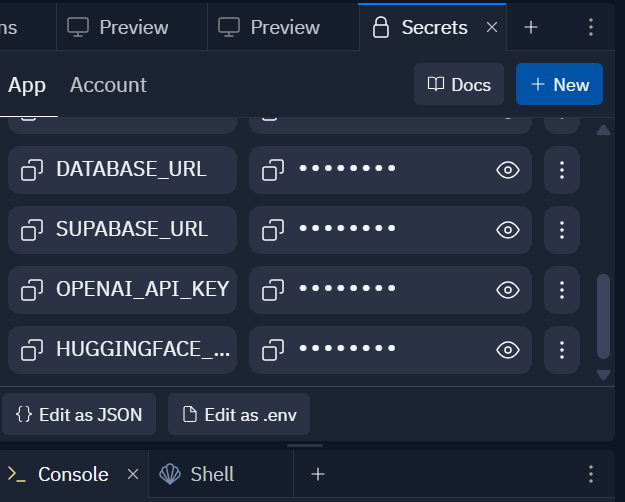 ns Preview Preview Secrets
App Account Docs New
DATABASE_URL ••••••••
SUPABASE_URL ••••••••
OPENAI_API_KEY ••••••••
HUGGINGFACE_... ••••••••
{} Edit as JSON Edit as .env
Console Shell